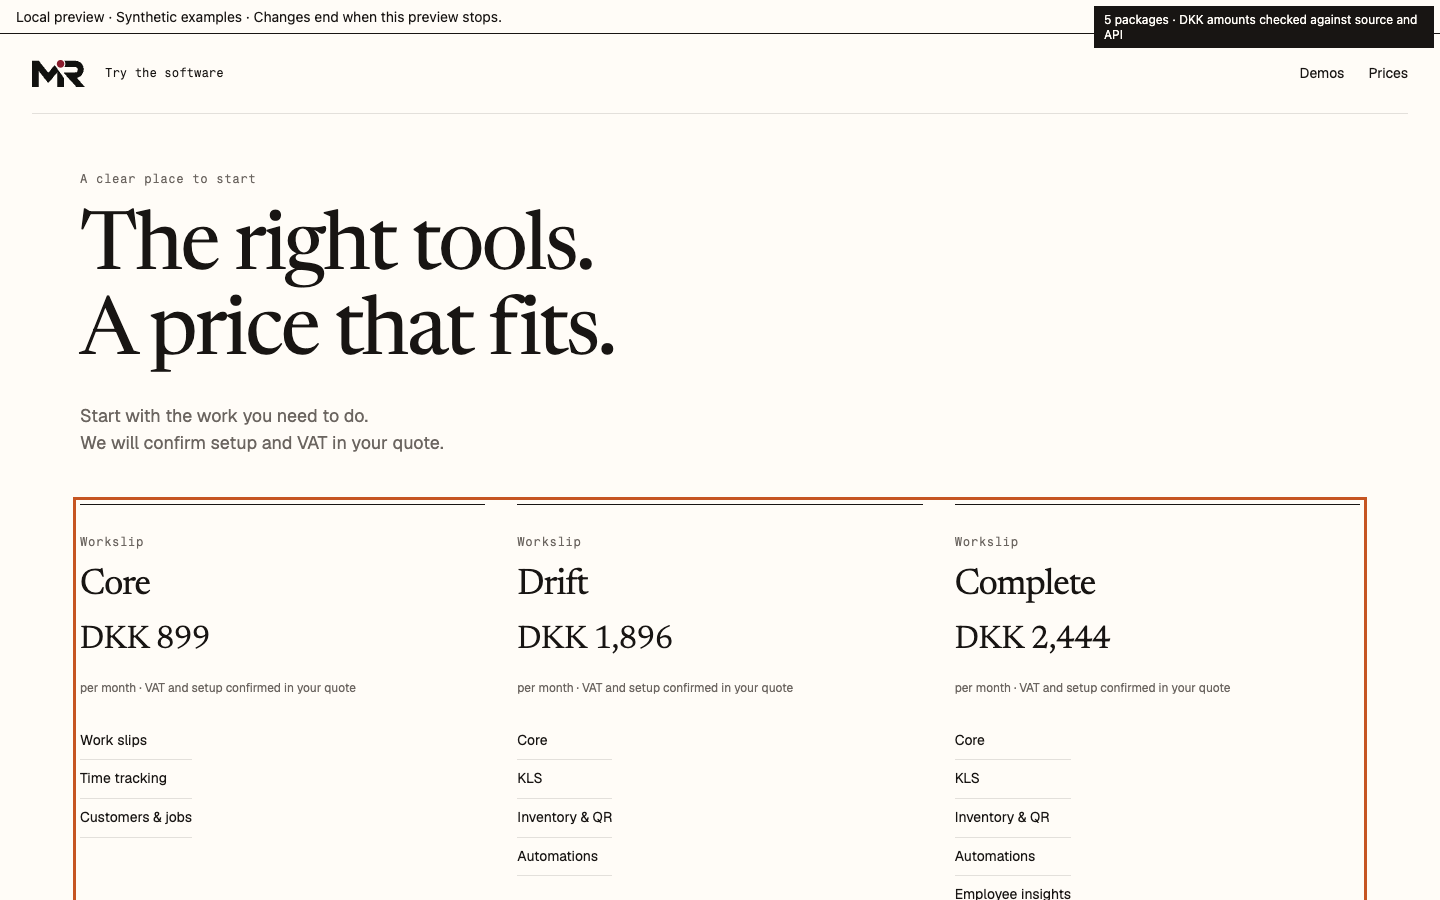 Local preview · Synthetic examples · Changes end when this preview stops.
5 packages · DKK amounts checked against source and
API
MR
Try the software
Demos
Prices
A clear place to start
The right tools.
A price that fits.
Start with the work you need to do.
We will confirm setup and VAT in your quote.
Workslip
Core
DKK 899
per month · VAT and setup confirmed in your quote
Work slips
Time tracking
Customers & jobs
Workslip
Drift
DKK 1,896
per month · VAT and setup confirmed in your quote
Core
KLS
Inventory & QR
Automations
Workslip
Complete
DKK 2,444
per month · VAT and setup confirmed in your quote
Core
KLS
Inventory & QR
Automations
Employee insights